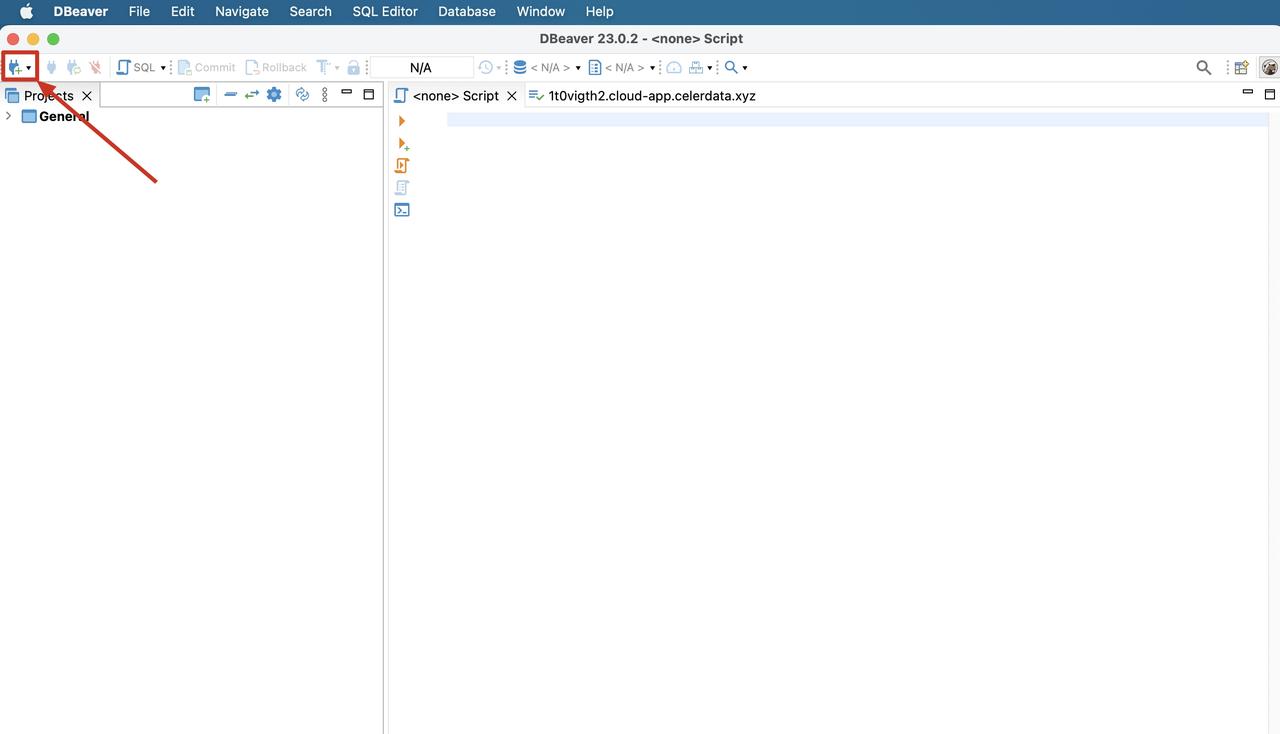 DBeaver File Edit Navigate Search SQL Editor Database Window Help
DBeaver 23.0.2 - <none> Script
SQL Commit Rollback T N/A < N/A > < N/A >
Projects <none> Script 1t0vigth2.cloud-app.celerdata.xyz
General